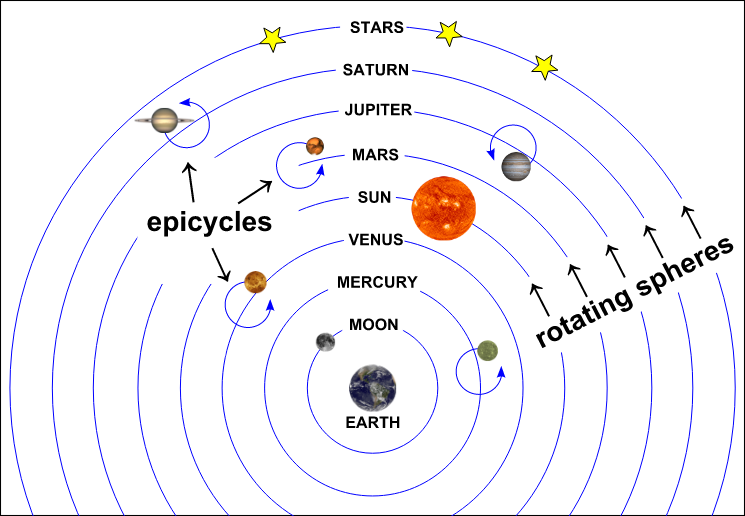 STARS
SATURN
JUPITER
MARS
SUN
epicycles
VENUS
rotating spheres
MERCURY
MOON
EARTH